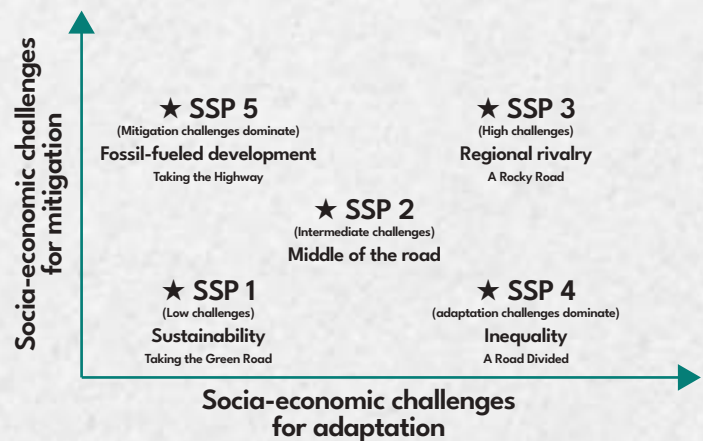 Socia-economic challenges
for mitigation
★ SSP 5
(Mitigation challenges dominate)
Fossil-fueled development
Taking the Highway
★ SSP 3
(High challenges)
Regional rivalry
A Rocky Road
★ SSP 2
(Intermediate challenges)
Middle of the road
★ SSP 1
(Low challenges)
Sustainability
Taking the Green Road
★ SSP 4
(adaptation challenges dominate)
Inequality
A Road Divided
Socia-economic challenges
for adaptation